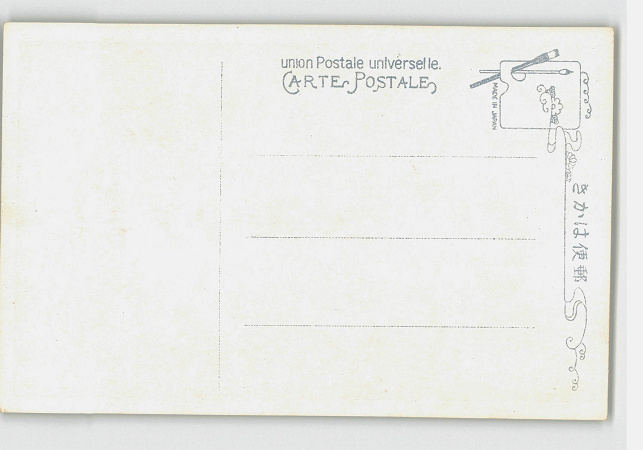 union Postale universelle.
CARTE POSTALE
MADE IN JAPAN
きかは便郵